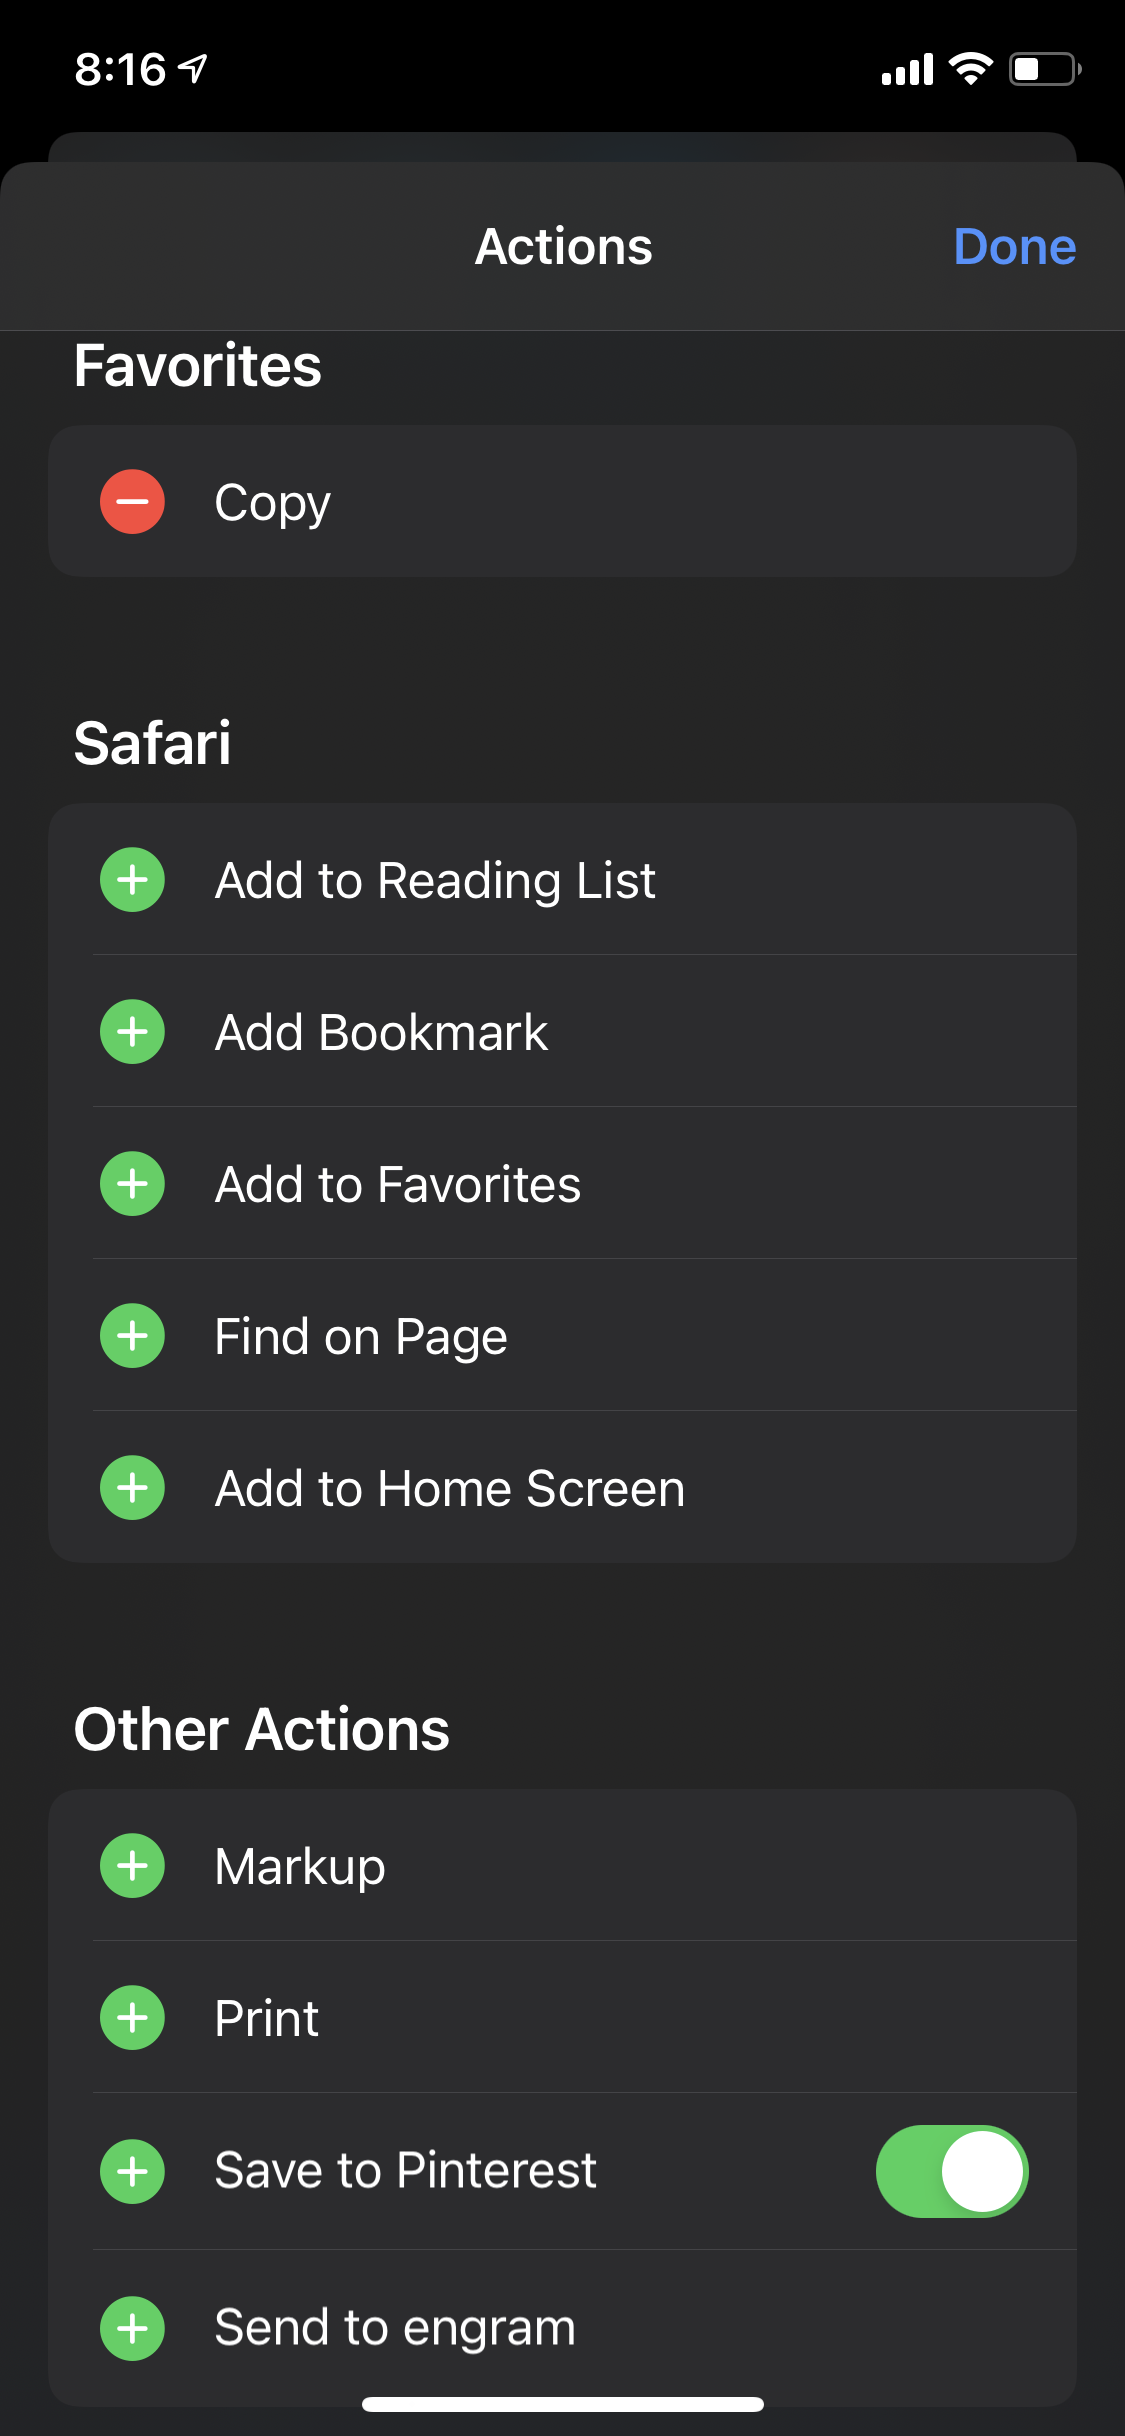 8:16
Actions
Done
Favorites
Copy
Safari
Add to Reading List
Add Bookmark
Add to Favorites
Find on Page
Add to Home Screen
Other Actions
Markup
Print
Save to Pinterest
Send to engram